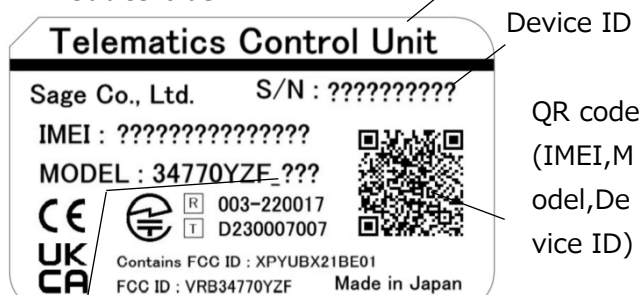 Telematics Control Unit
Device ID
Sage Co., Ltd. S/N : ??????????
IMEI : ???????????????
MODEL : 34770YZF_???
QR code
(IMEI,M
odel,De
vice ID)
CE R 003-220017
T D230007007
UK
CA
Contains FCC ID : XPYUBX21BE01
FCC ID : VRB34770YZF Made in Japan